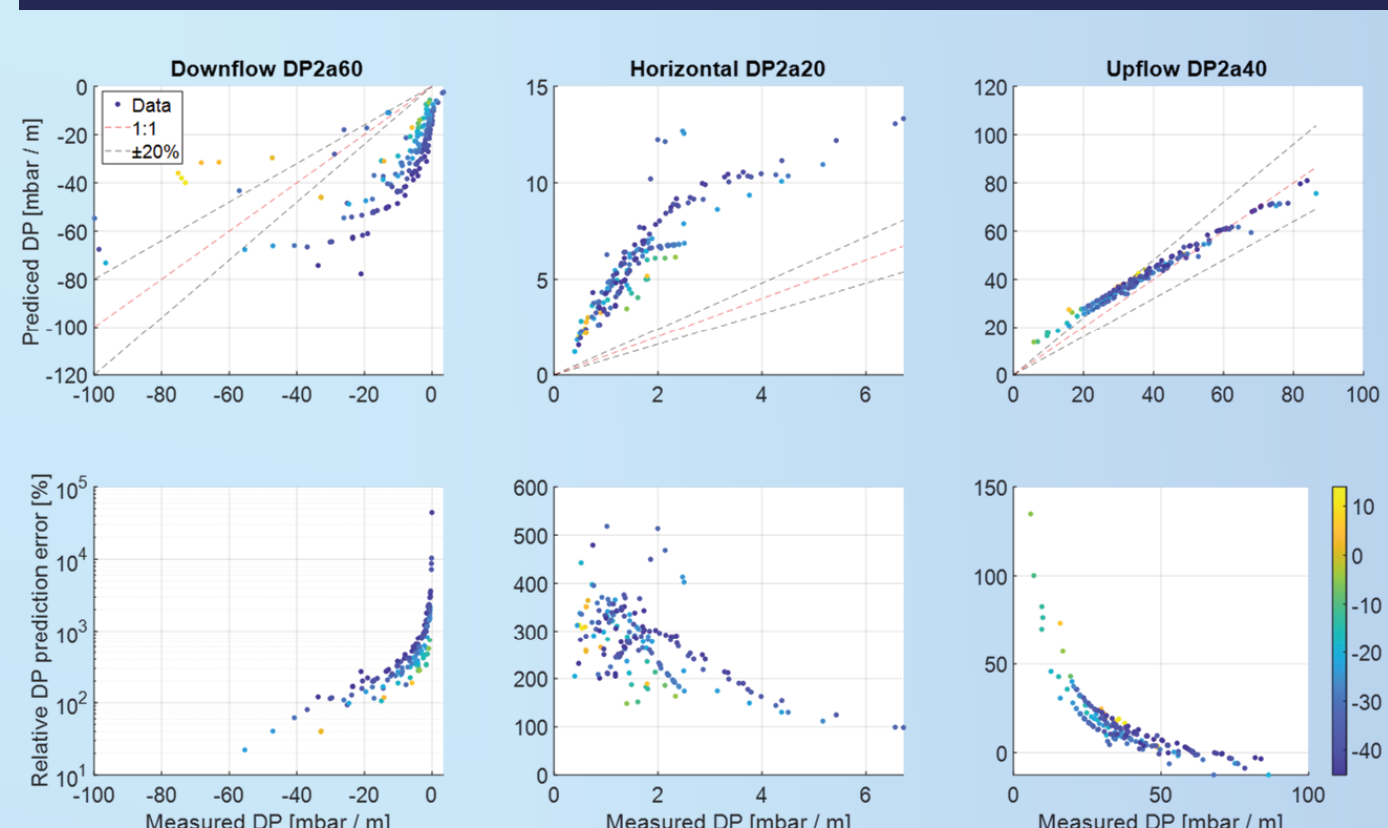 Downflow DP2a60
Horizontal DP2a20
Upflow DP2a40
Prediced DP [mbar / m]
0
-20
-40
-60
-80
-100
-120
Data
1:1
±20%
-100 -80 -60 -40 -20 0
15
10
5
0
0 2 4 6
120
100
80
60
40
20
0
0 20 40 60 80 100
Relative DP prediction error [%]
10^5
10^4
10^3
10^2
10^1
-100 -80 -60 -40 -20 0
Measured DP [mbar / m]
600
500
400
300
200
100
0
0 2 4 6
Measured DP [mbar / m]
150
100
50
0
0 50 100
Measured DP [mbar / m]
10
0
-10
-20
-30
-40